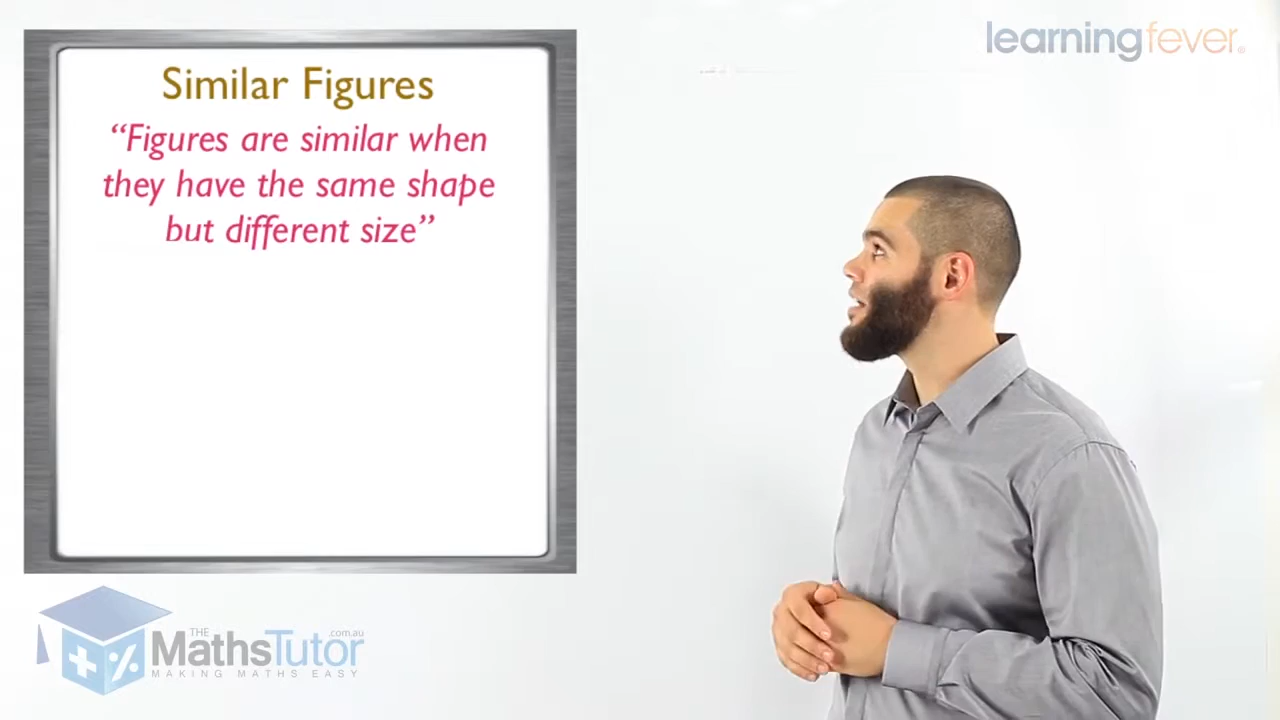 learningfever
Similar Figures
“Figures are similar when
they have the same shape
but different size”
THE
.com.au
MathsTutor
MAKING MATHS EASY